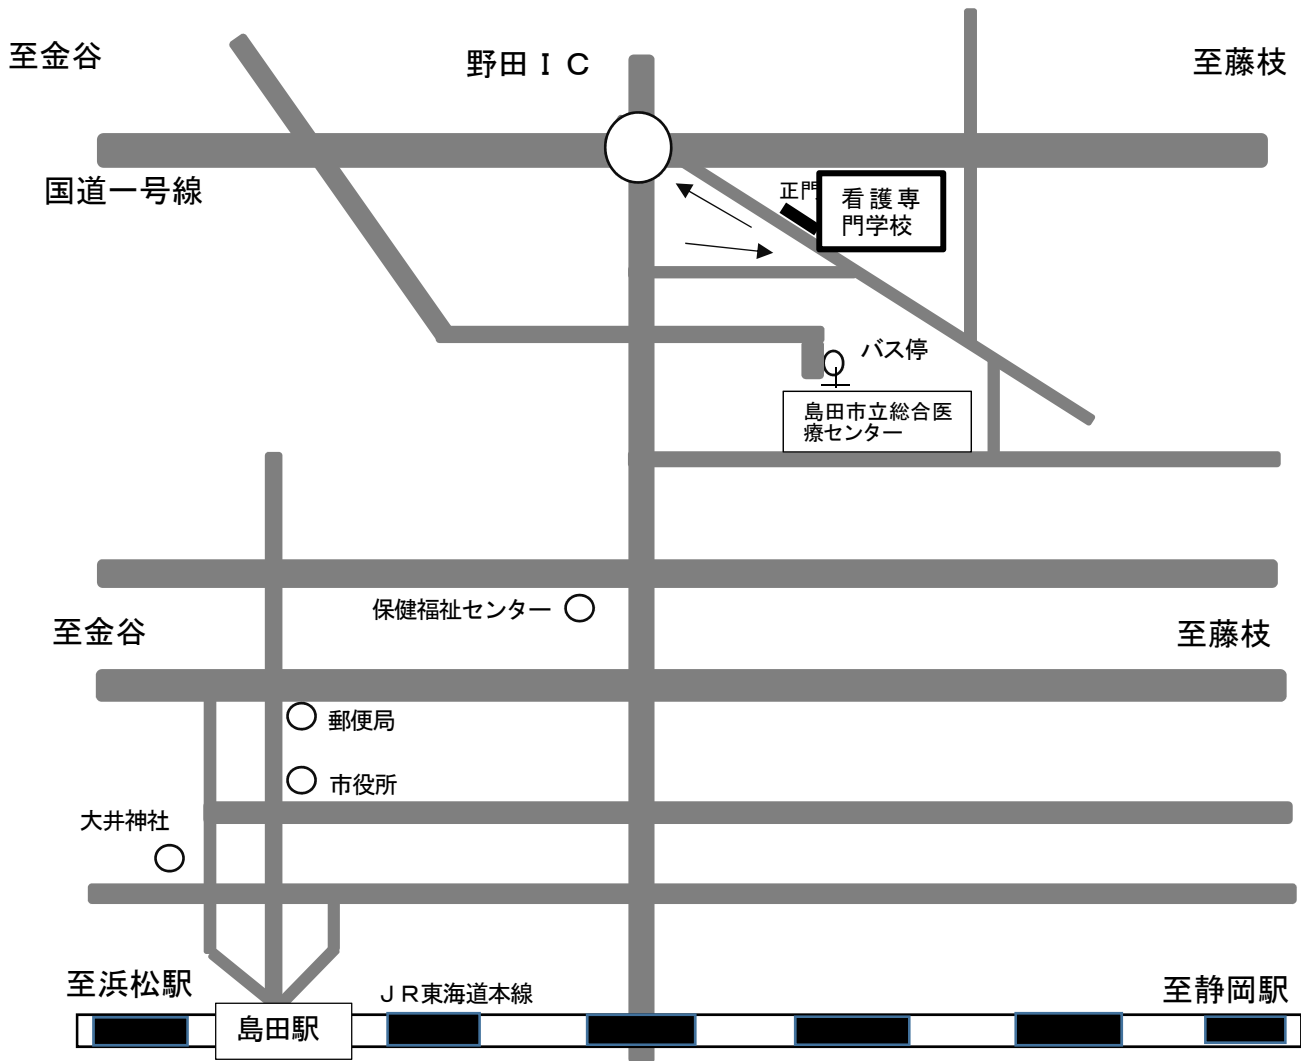 至金谷
野田ＩＣ
至藤枝
国道一号線
正門
看護専
門学校
バス停
島田市立総合医
療センター
保健福祉センター
至金谷
至藤枝
郵便局
市役所
大井神社
至浜松駅
ＪＲ東海道本線
至静岡駅
島田駅